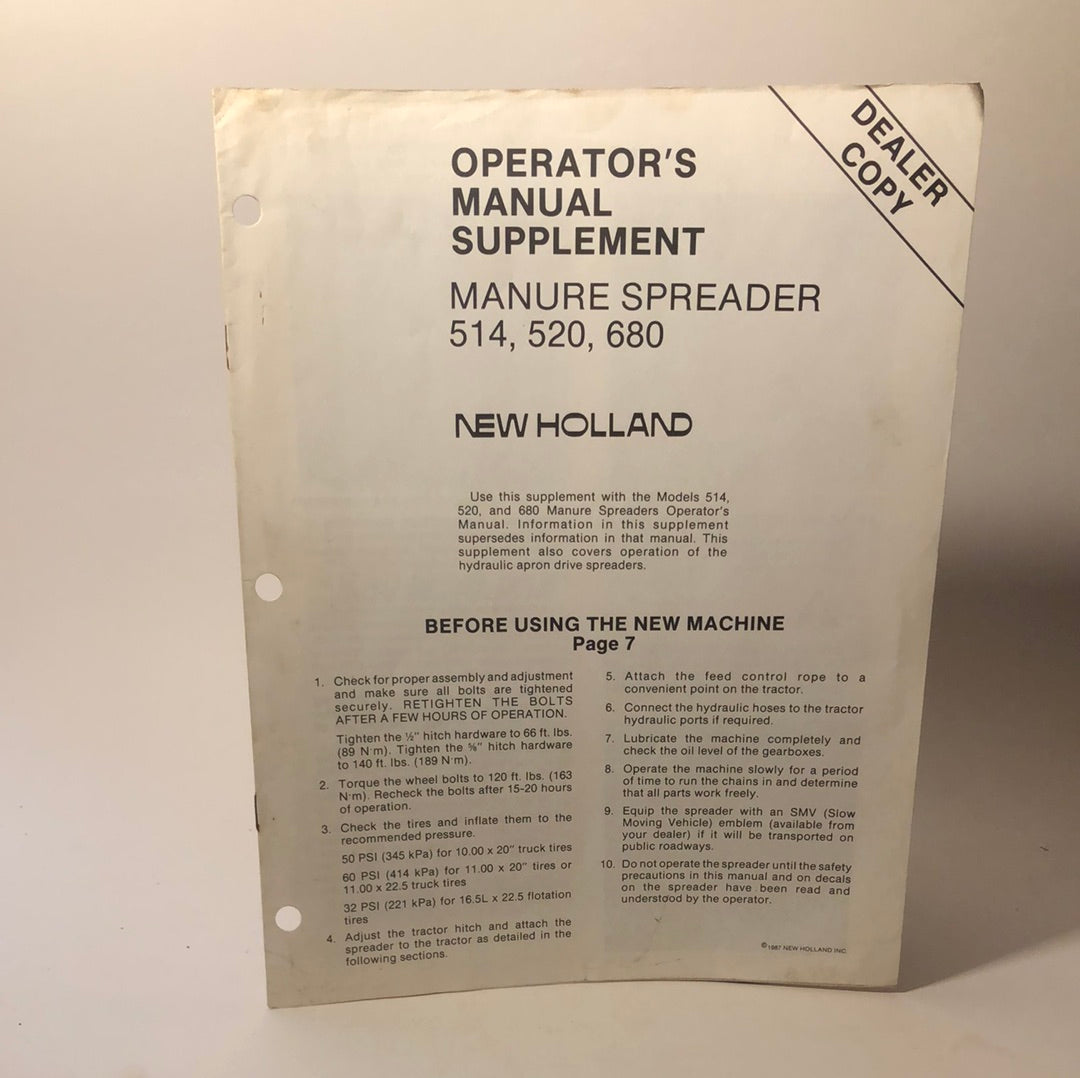 DEALER
COPY
OPERATOR'S
MANUAL
SUPPLEMENT
MANURE SPREADER
514, 520, 680
NEW HOLLAND
Use this supplement with the Models 514,
520, and 680 Manure Spreaders Operator's
Manual. Information in this supplement
supersedes information in that manual. This
supplement also covers operation of the
hydraulic apron drive spreaders.
BEFORE USING THE NEW MACHINE
Page 7
1. Check for proper assembly and adjustment
and make sure all bolts are tightened
securely. RETIGHTEN THE BOLTS
AFTER A FEW HOURS OF OPERATION.
Tighten the ½" hitch hardware to 66 ft. lbs.
(89 N·m). Tighten the ⅝" hitch hardware
to 140 ft. lbs. (189 N·m).
2. Torque the wheel bolts to 120 ft. lbs. (163
N·m). Recheck the bolts after 15-20 hours
of operation.
3. Check the tires and inflate them to the
recommended pressure.
50 PSI (345 kPa) for 10.00 x 20" truck tires
60 PSI (414 kPa) for 11.00 x 20" tires or
11.00 x 22.5 truck tires
32 PSI (221 kPa) for 16.5L x 22.5 flotation
tires
4. Adjust the tractor hitch and attach the
spreader to the tractor as detailed in the
following sections.
5. Attach the feed control rope to a
convenient point on the tractor.
6. Connect the hydraulic hoses to the tractor
hydraulic ports if required.
7. Lubricate the machine completely and
check the oil level of the gearboxes.
8. Operate the machine slowly for a period
of time to run the chains in and determine
that all parts work freely.
9. Equip the spreader with an SMV (Slow
Moving Vehicle) emblem (available from
your dealer) if it will be transported on
public roadways.
10. Do not operate the spreader until the safety
precautions in this manual and on decals
on the spreader have been read and
understood by the operator.
©1987 NEW HOLLAND INC.